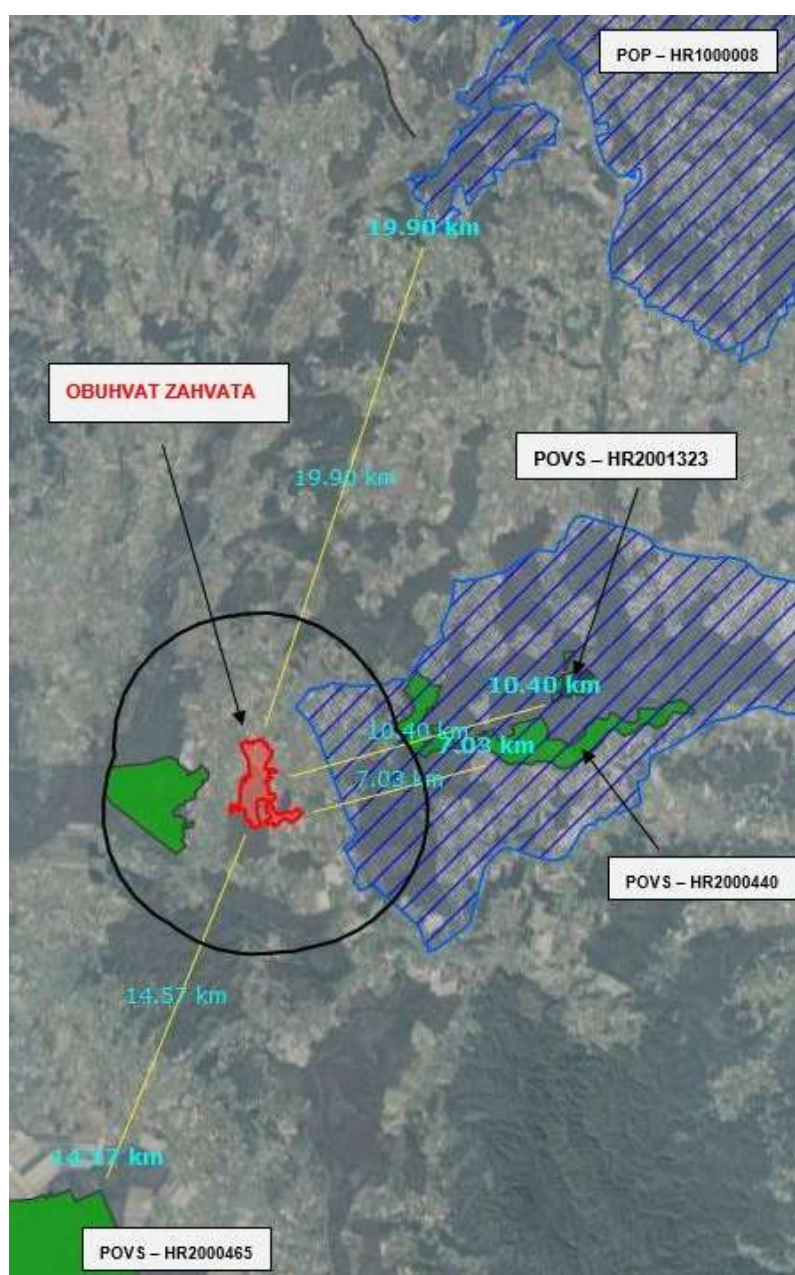 POP – HR1000008
19.90 km
OBUHVAT ZAHVATA
POVS – HR2001323
19.90 km
10.40 km
10.40 km
7.03 km
7.03 km
POVS – HR2000440
14.57 km
14.57 km
POVS – HR2000465